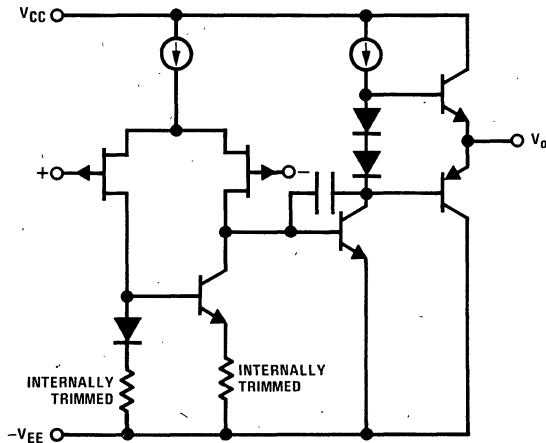 VCC
+
-
Vo
INTERNALLY
TRIMMED
INTERNALLY
TRIMMED
-VEE